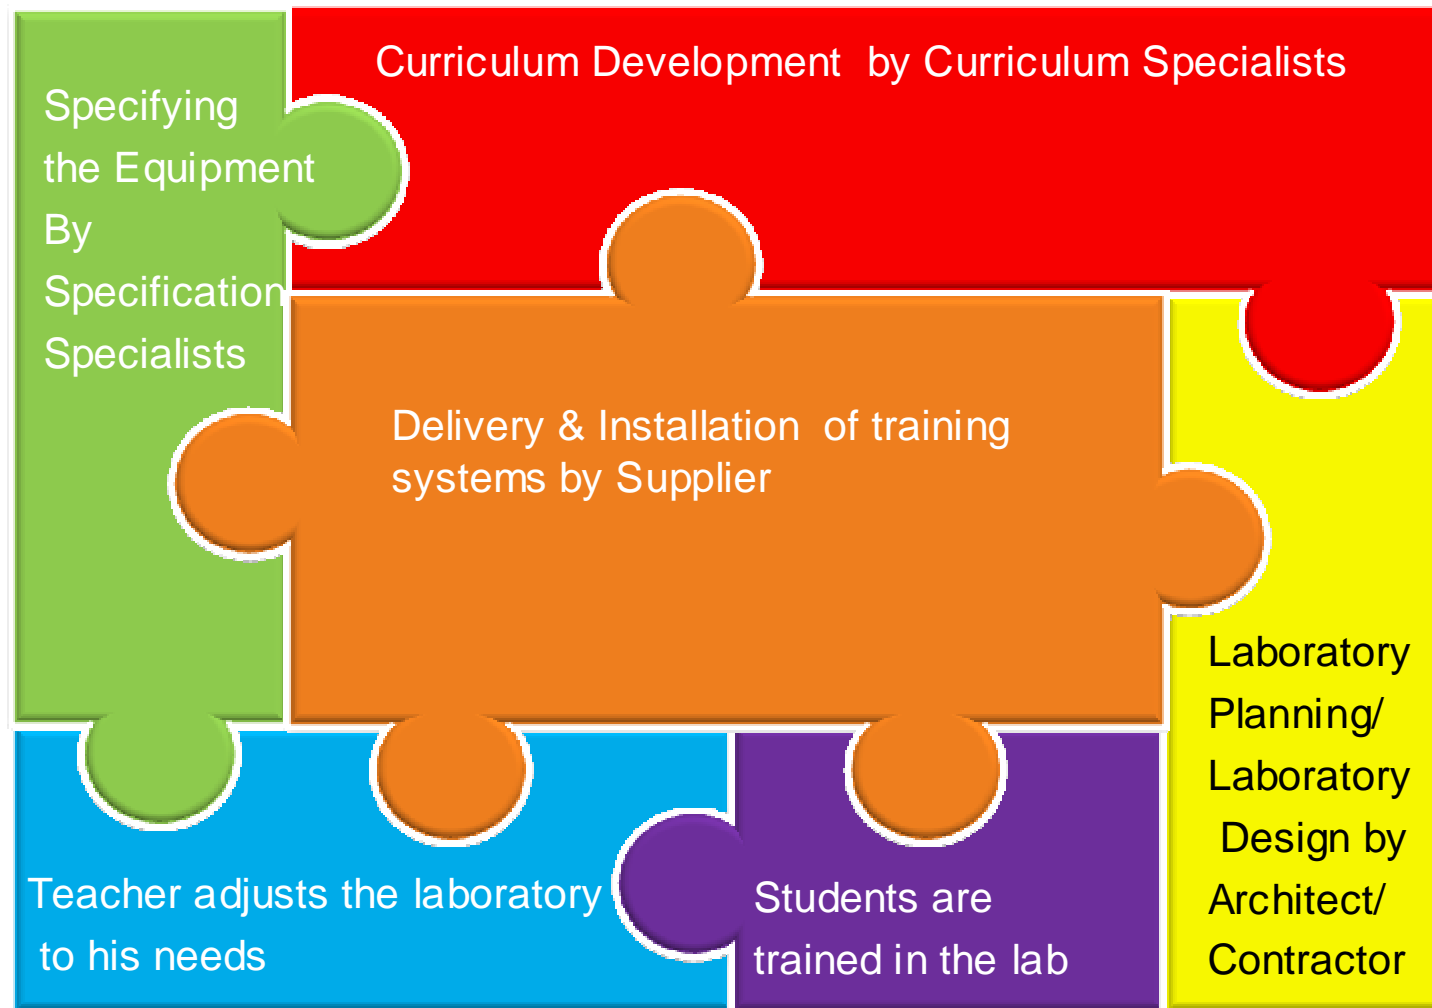 Curriculum Development by Curriculum Specialists
Specifying
the Equipment
By
Specification
Specialists
Delivery & Installation of training
systems by Supplier
Laboratory
Planning/
Laboratory
Design by
Architect/
Contractor
Teacher adjusts the laboratory
to his needs
Students are
trained in the lab